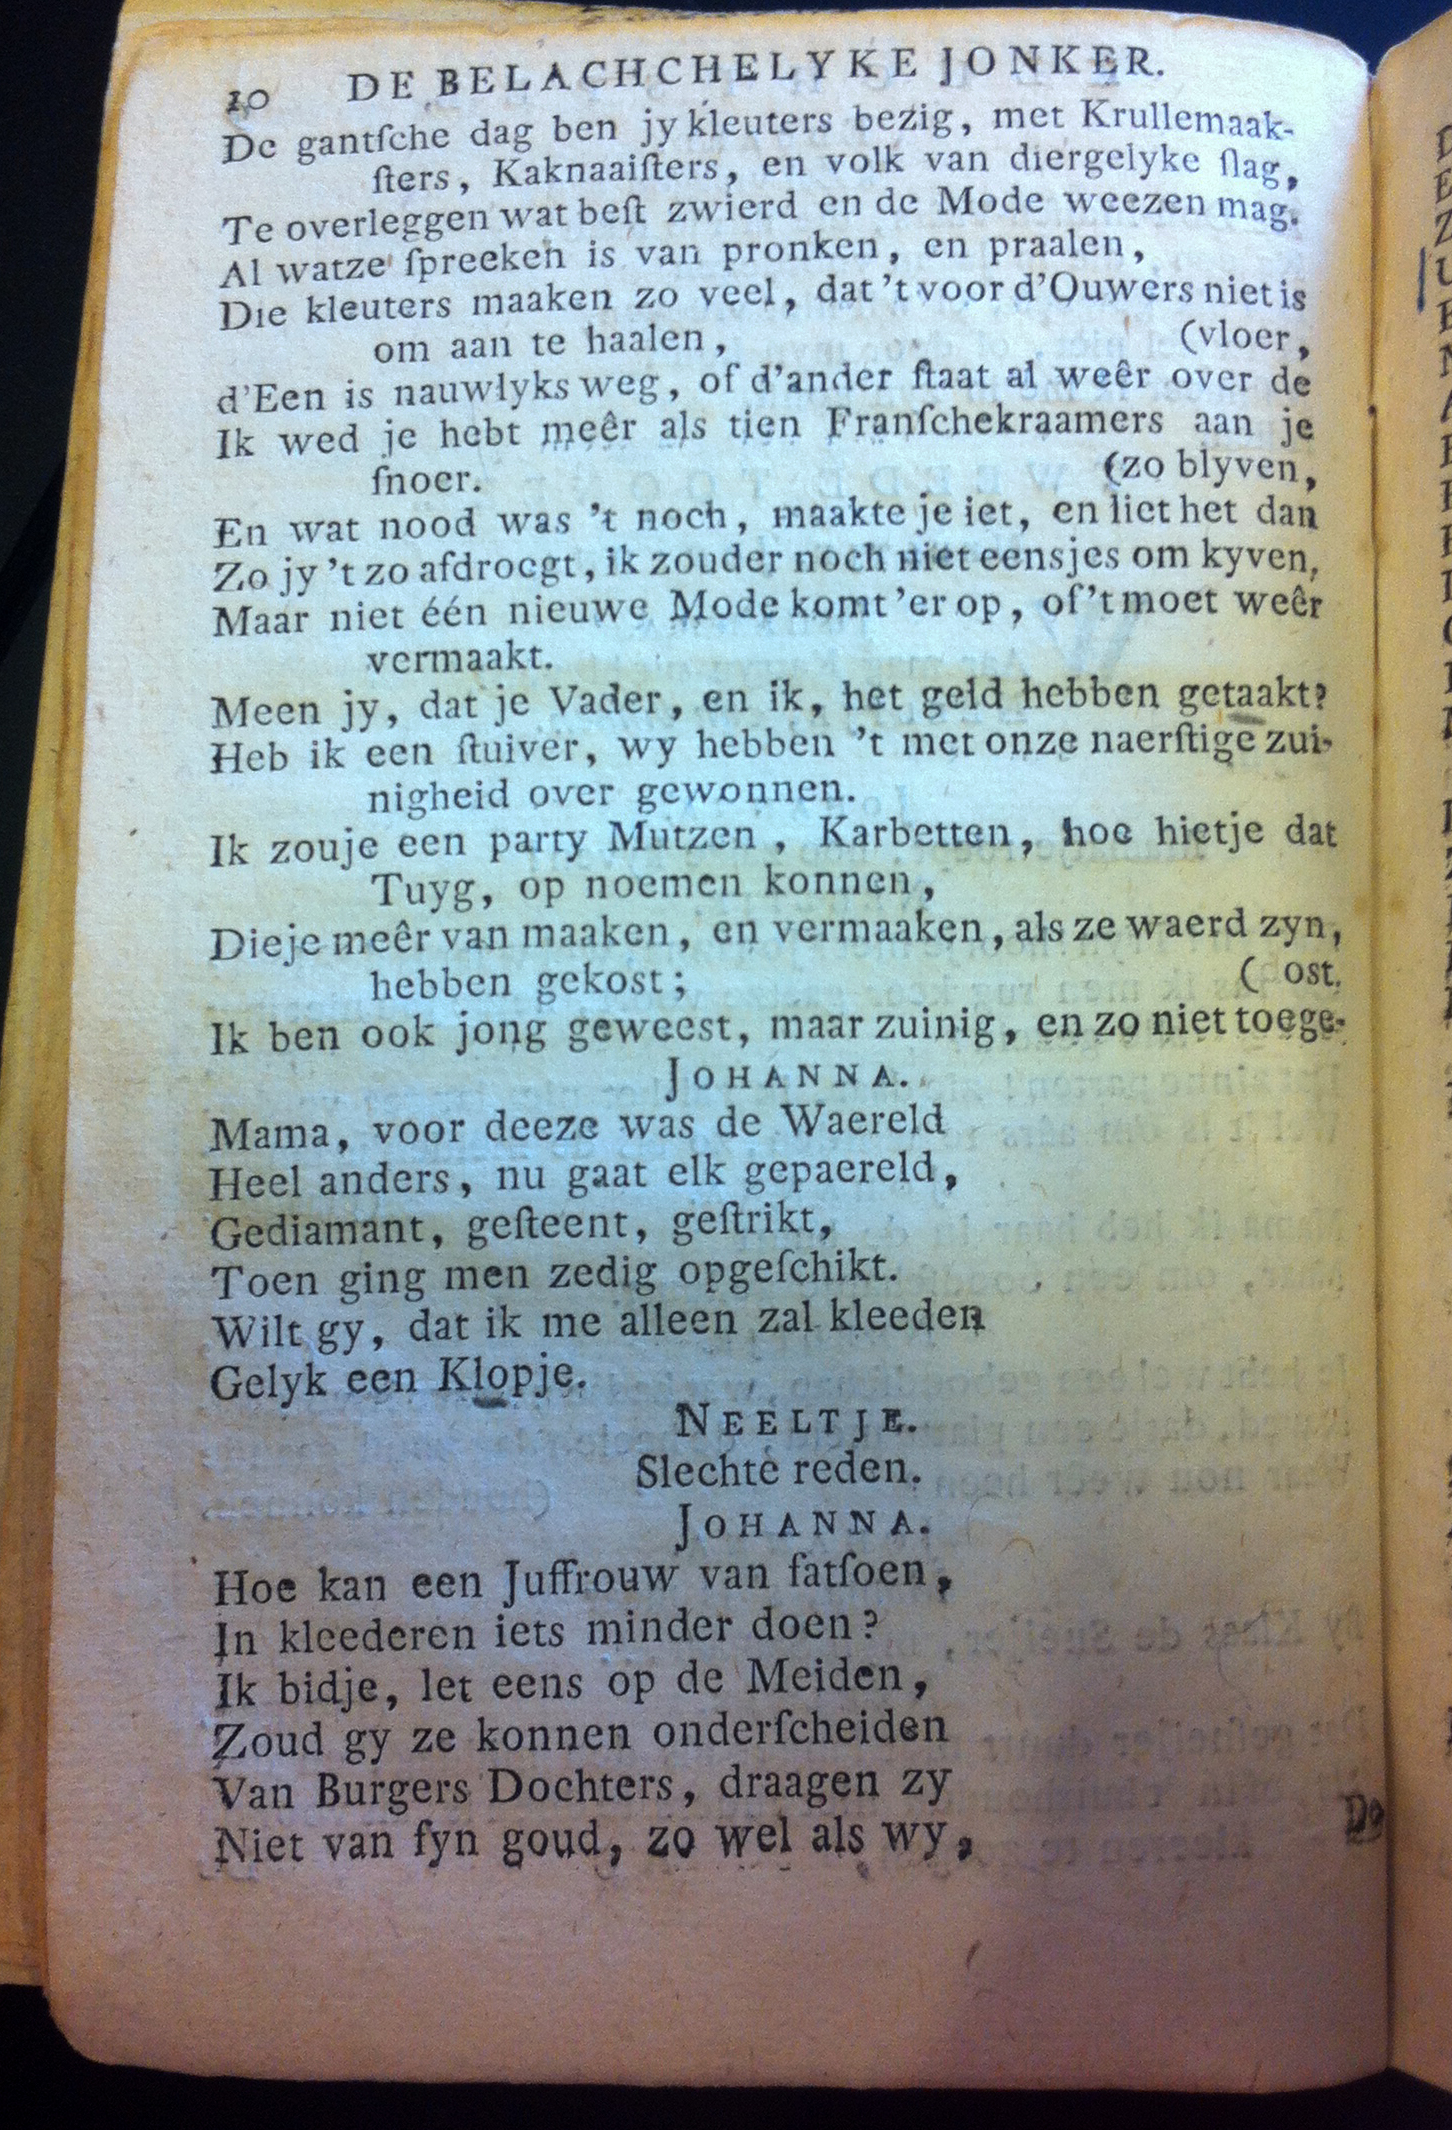 10 DE BELACHCHELYKE JONKER.
De gantſche dag ben jy kleuters bezig, met Krullemaak-
ſters, Kaknaaiſters, en volk van diergelyke ſlag,
Te overleggen wat beſt zwierd en de Mode weezen mag.
Al watze ſpreeken is van pronken, en praalen,
Die kleuters maaken zo veel, dat 't voor d'Ouwers niet is
om aan te haalen, (vloer,
d'Een is nauwlyks weg, of d'ander ſtaat al weêr over de
Ik wed je hebt meêr als tien Franſchekraamers aan je
ſnoer. (zo blyven,
En wat nood was 't noch, maakte je iet, en liet het dan
Zo jy 't zo afdroegt, ik zouder noch niet eensjes om kyven,
Maar niet één nieuwe Mode komt 'er op, of 't moet weêr
vermaakt.
Meen jy, dat je Vader, en ik, het geld hebben getaakt?
Heb ik een ſtuiver, wy hebben 't met onze naerſtige zui-
nigheid over gewonnen.
Ik zouje een party Mutzen, Karbetten, hoe hietje dat
Tuyg, op noemen konnen,
Dieje meêr van maaken, en vermaaken, als ze waerd zyn,
hebben gekost; ( ost.
Ik ben ook jong geweest, maar zuinig, en zo niet toege-
JOHANNA.
Mama, voor deeze was de Waereld
Heel anders, nu gaat elk gepaereld,
Gediamant, geſteent, geſtrikt,
Toen ging men zedig opgeſchikt.
Wilt gy, dat ik me alleen zal kleeden
Gelyk een Klopje.
NEELTJE.
Slechte reden.
JOHANNA.
Hoe kan een Juffrouw van fatſoen,
In kleederen iets minder doen?
Ik bidje, let eens op de Meiden,
Zoud gy ze konnen onderſcheiden
Van Burgers Dochters, draagen zy
Niet van fyn goud, zo wel als wy,
Do